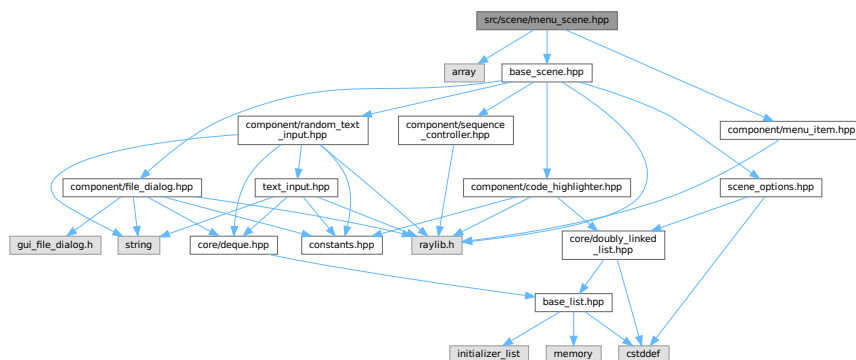 src/scene/menu_scene.hpp
array
base_scene.hpp
component/random_text
_input.hpp
component/sequence
_controller.hpp
component/menu_item.hpp
component/file_dialog.hpp
text_input.hpp
component/code_highlighter.hpp
scene_options.hpp
gui_file_dialog.h
string
core/deque.hpp
constants.hpp
raylib.h
core/doubly_linked
_list.hpp
base_list.hpp
initializer_list
memory
cstddef